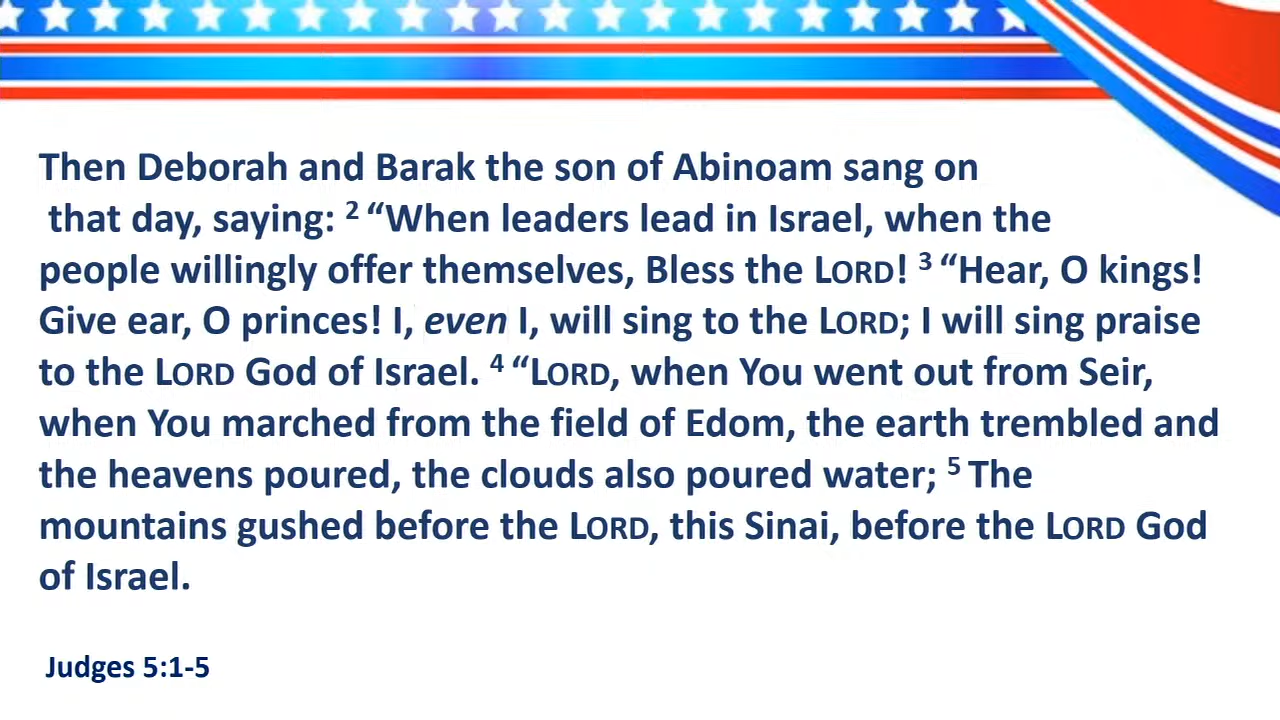 Then Deborah and Barak the son of Abinoam sang on
that day, saying: 2 “When leaders lead in Israel, when the
people willingly offer themselves, Bless the LORD! 3 “Hear, O kings!
Give ear, O princes! I, even I, will sing to the LORD; I will sing praise
to the LORD God of Israel. 4 “LORD, when You went out from Seir,
when You marched from the field of Edom, the earth trembled and
the heavens poured, the clouds also poured water; 5 The
mountains gushed before the LORD, this Sinai, before the LORD God
of Israel.
Judges 5:1-5